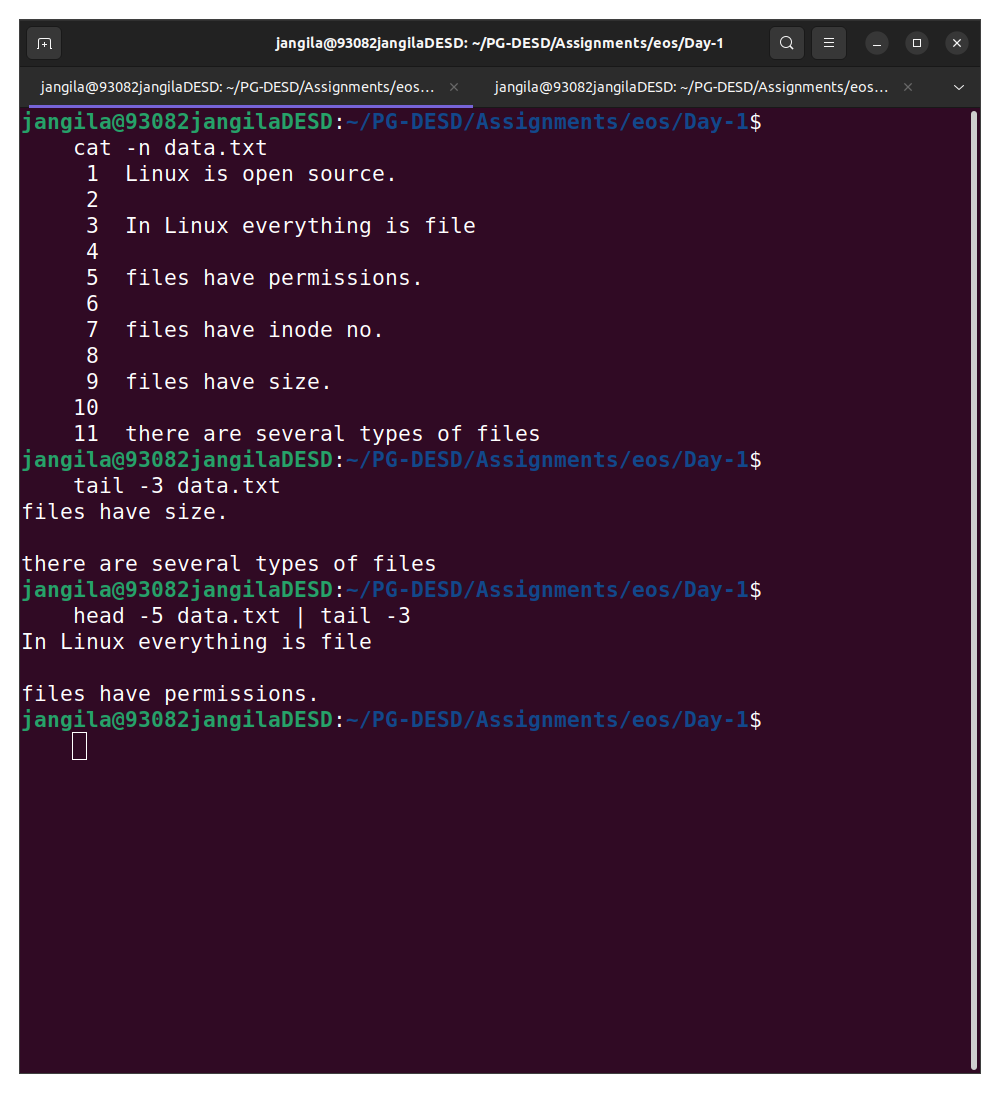 jangila@93082jangilaDESD: ~/PG-DESD/Assignments/eos/Day-1
jangila@93082jangilaDESD: ~/PG-DESD/Assignments/eos... jangila@93082jangilaDESD: ~/PG-DESD/Assignments/eos...
jangila@93082jangilaDESD:~/PG-DESD/Assignments/eos/Day-1$
    cat -n data.txt
     1  Linux is open source.
     2
     3  In Linux everything is file
     4
     5  files have permissions.
     6
     7  files have inode no.
     8
     9  files have size.
    10
    11  there are several types of files
jangila@93082jangilaDESD:~/PG-DESD/Assignments/eos/Day-1$
    tail -3 data.txt
files have size.

there are several types of files
jangila@93082jangilaDESD:~/PG-DESD/Assignments/eos/Day-1$
    head -5 data.txt | tail -3
In Linux everything is file

files have permissions.
jangila@93082jangilaDESD:~/PG-DESD/Assignments/eos/Day-1$